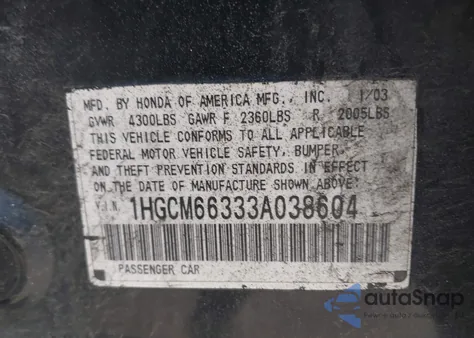 MFD. BY HONDA OF AMERICA MFG., INC. 1/03
GVWR 4300LBS GAWR F 2360LBS R 2005LBS
THIS VEHICLE CONFORMS TO ALL APPLICABLE
FEDERAL MOTOR VEHICLE SAFETY, BUMPER,
AND THEFT PREVENTION STANDARDS IN EFFECT
ON THE DATE OF MANUFACTURE SHOWN ABOVE.
V.I.N. 1HGCM66333A038604
PASSENGER CAR
autoSnap